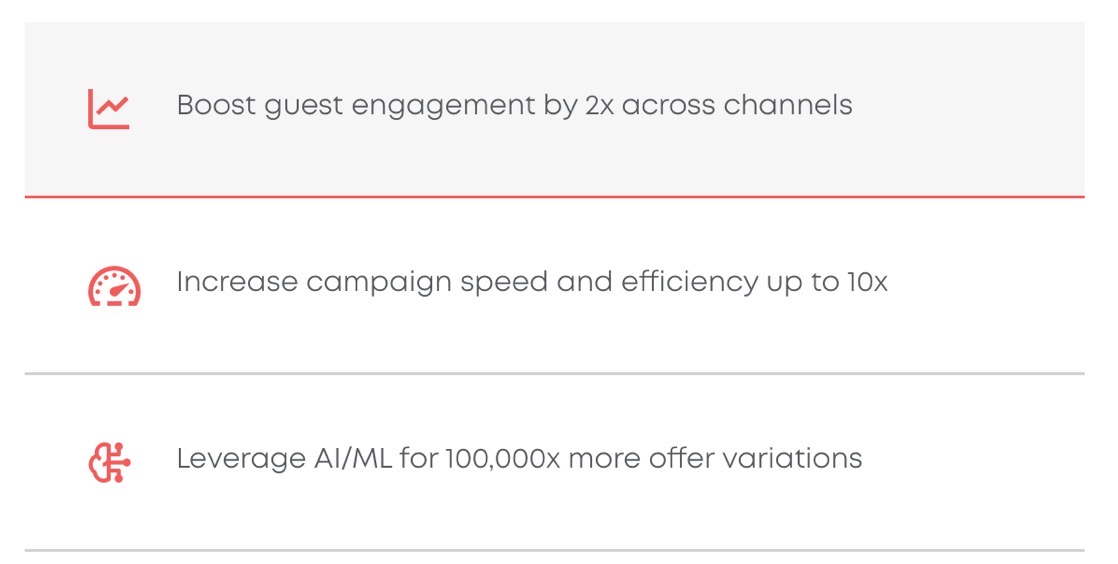 Boost guest engagement by 2x across channels
Increase campaign speed and efficiency up to 10x
Leverage AI/ML for 100,000x more offer variations